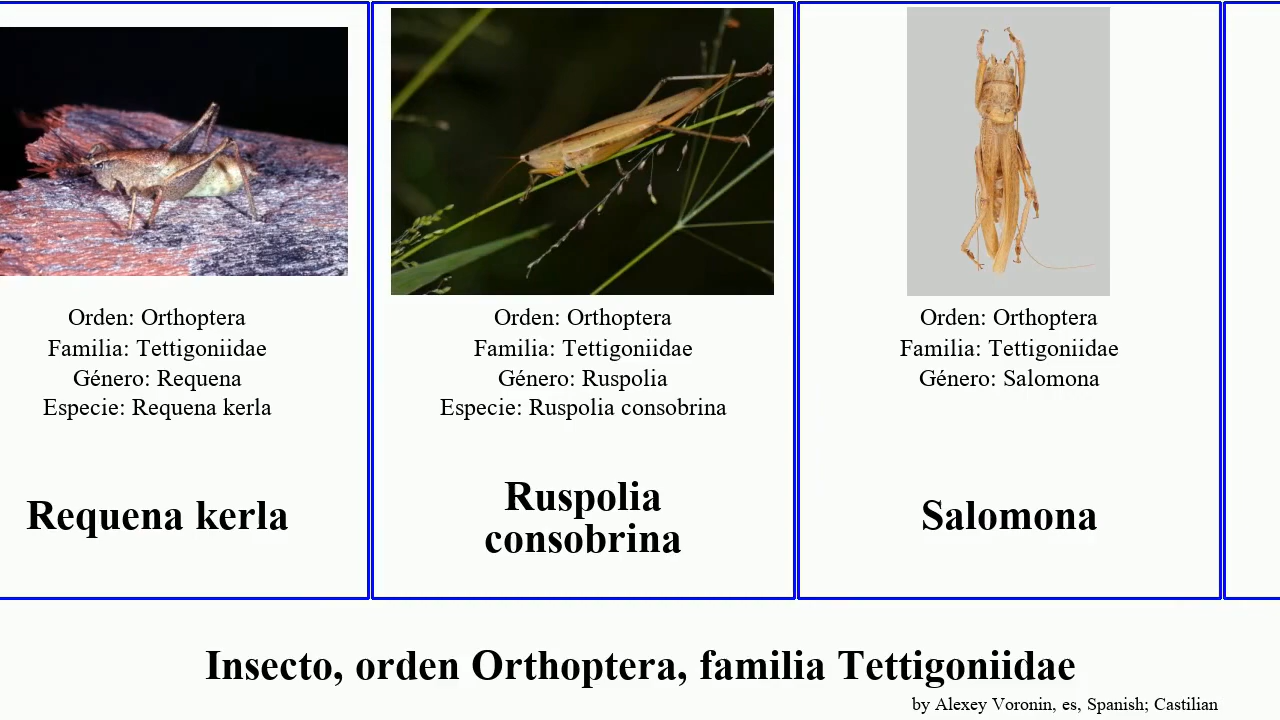 Orden: Orthoptera
Familia: Tettigoniidae
Género: Requena
Especie: Requena kerla
Requena kerla
Orden: Orthoptera
Familia: Tettigoniidae
Género: Ruspolia
Especie: Ruspolia consobrina
Ruspolia
consobrina
Orden: Orthoptera
Familia: Tettigoniidae
Género: Salomona
Salomona
Insecto, orden Orthoptera, familia Tettigoniidae
by Alexey Voronin, es, Spanish; Castilian